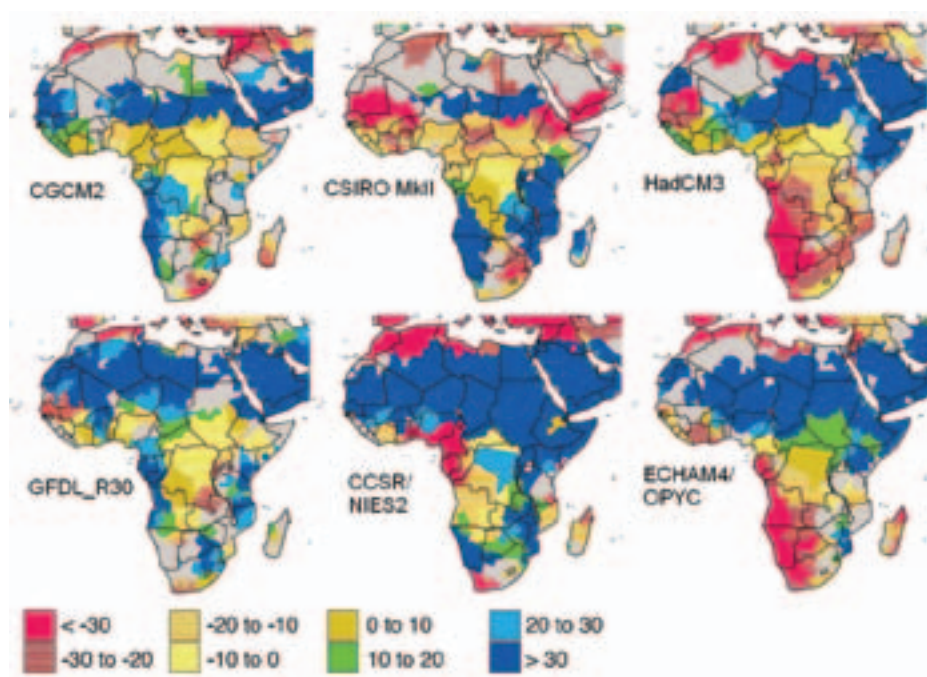 CGCM2
CSIRO MkII
HadCM3
GFDL_R30
CCSR/
NIES2
ECHAM4/
OPYC
< -30
-20 to -10
0 to 10
20 to 30
-30 to -20
-10 to 0
10 to 20
> 30